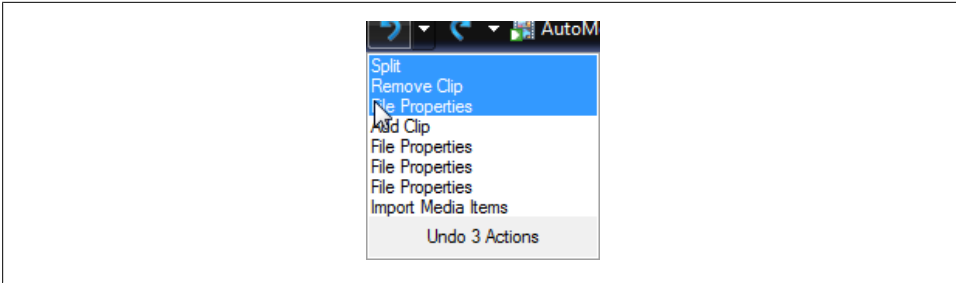 AutoM
Split
Remove Clip
File Properties
Add Clip
File Properties
File Properties
File Properties
Import Media Items
Undo 3 Actions